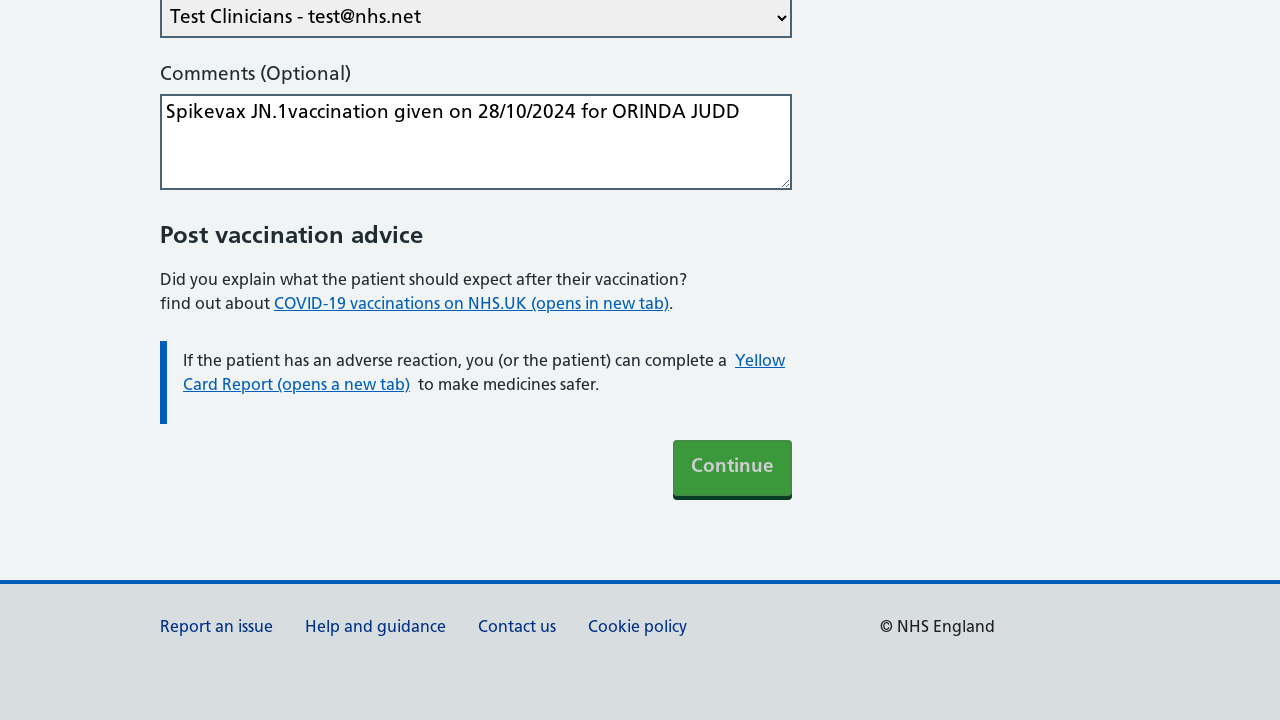 Test Clinicians - test@nhs.net
Comments (Optional)
Spikevax JN.1vaccination given on 28/10/2024 for ORINDA JUDD
Post vaccination advice
Did you explain what the patient should expect after their vaccination?
find out about COVID-19 vaccinations on NHS.UK (opens in new tab).
If the patient has an adverse reaction, you (or the patient) can complete a Yellow
Card Report (opens a new tab) to make medicines safer.
Continue
Report an issue Help and guidance Contact us Cookie policy © NHS England